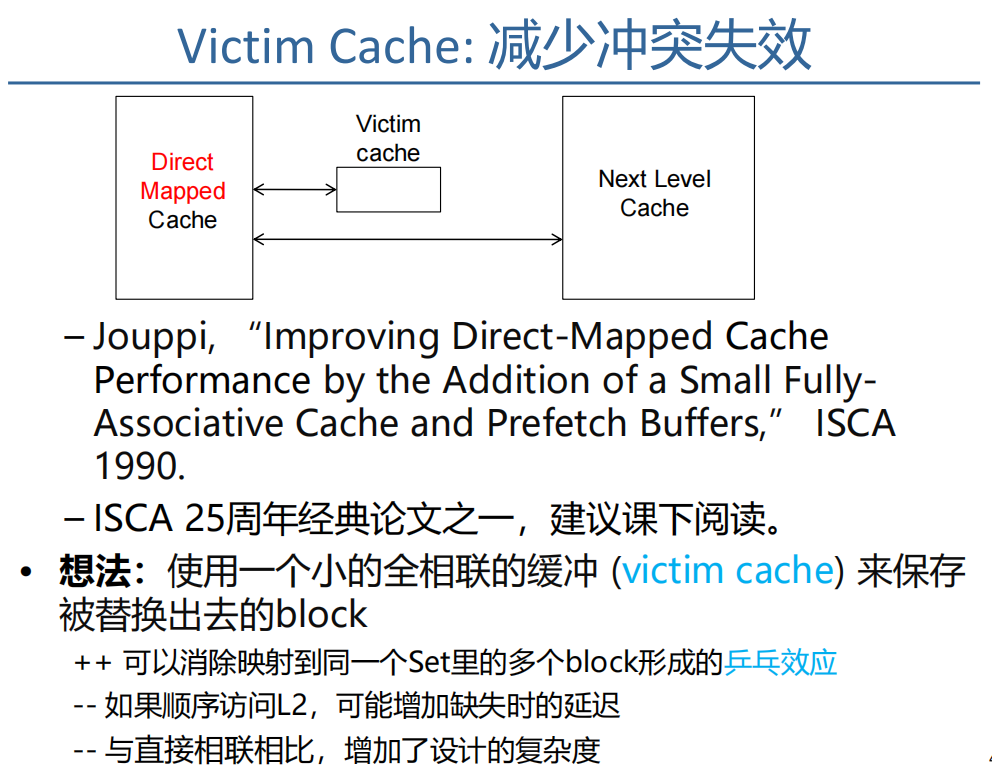 Victim Cache: 减少冲突失效
Direct
Mapped
Cache
Victim
cache
Next Level
Cache
– Jouppi, “Improving Direct-Mapped Cache
Performance by the Addition of a Small Fully-
Associative Cache and Prefetch Buffers,” ISCA
1990.
– ISCA 25周年经典论文之一，建议课下阅读。
• 想法：使用一个小的全相联的缓冲 (victim cache) 来保存
被替换出去的block
++ 可以消除映射到同一个Set里的多个block形成的乒乓效应
-- 如果顺序访问L2，可能增加缺失时的延迟
-- 与直接相联相比，增加了设计的复杂度